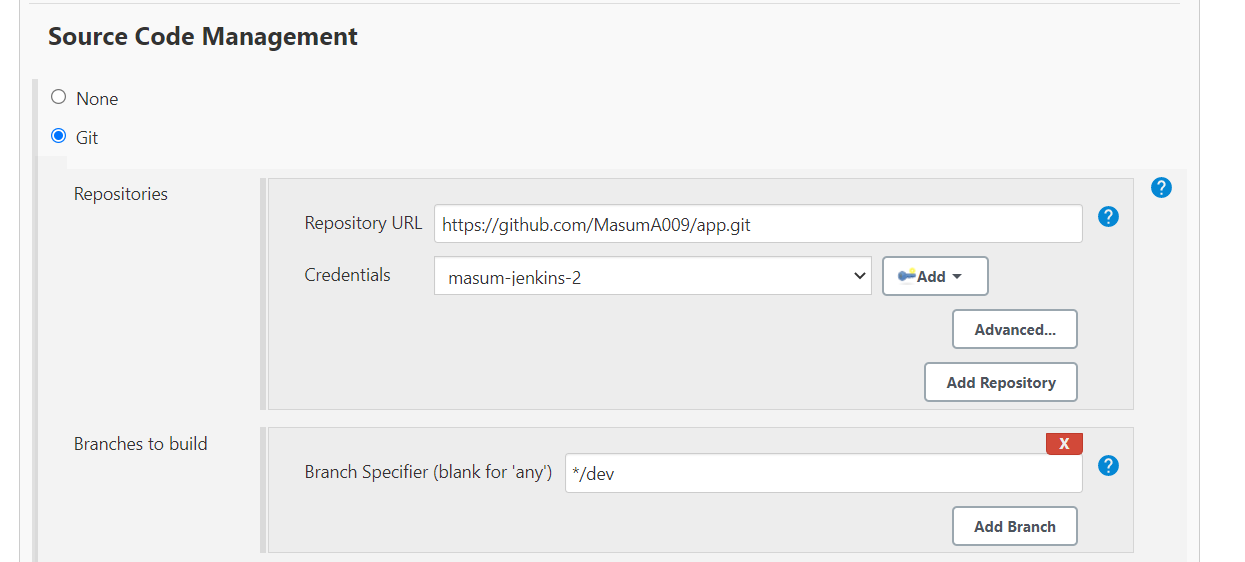 Source Code Management
None
Git
Repositories
?
Repository URL https://github.com/MasumA009/app.git ?
Credentials masum-jenkins-2 Add
Advanced...
Add Repository
Branches to build
X
Branch Specifier (blank for 'any') */dev ?
Add Branch